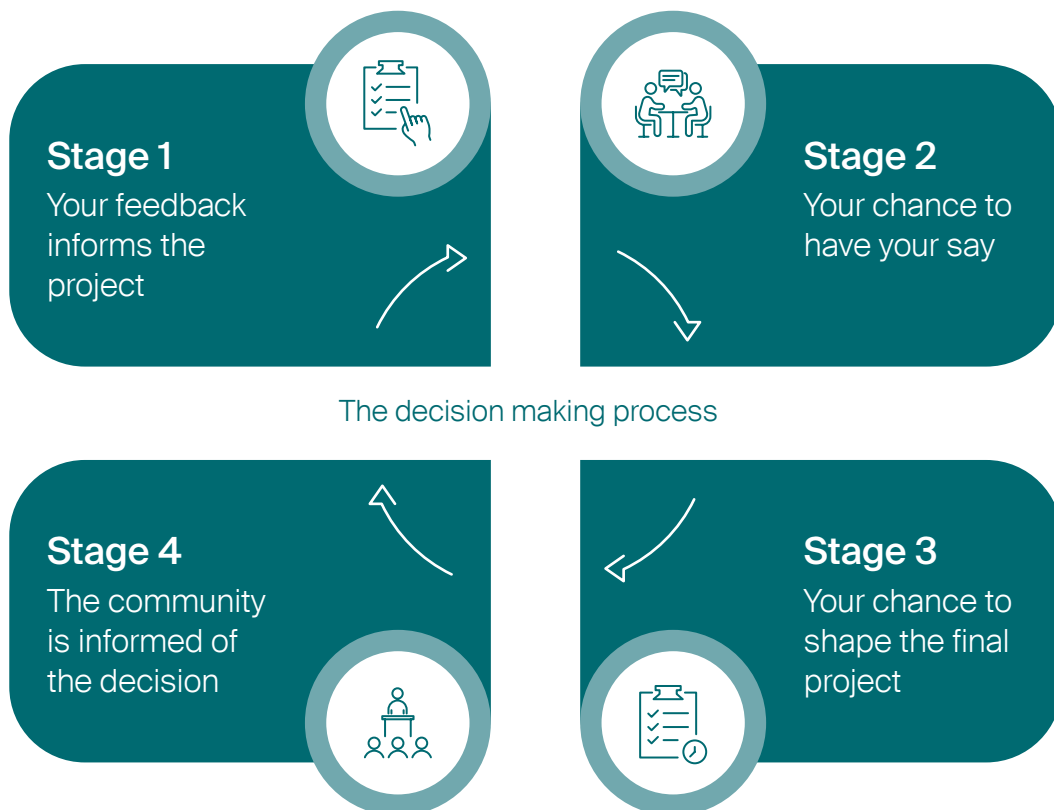 Stage 1
Your feedback
informs the
project
Stage 2
Your chance to
have your say
The decision making process
Stage 4
The community
is informed of
the decision
Stage 3
Your chance to
shape the final
project